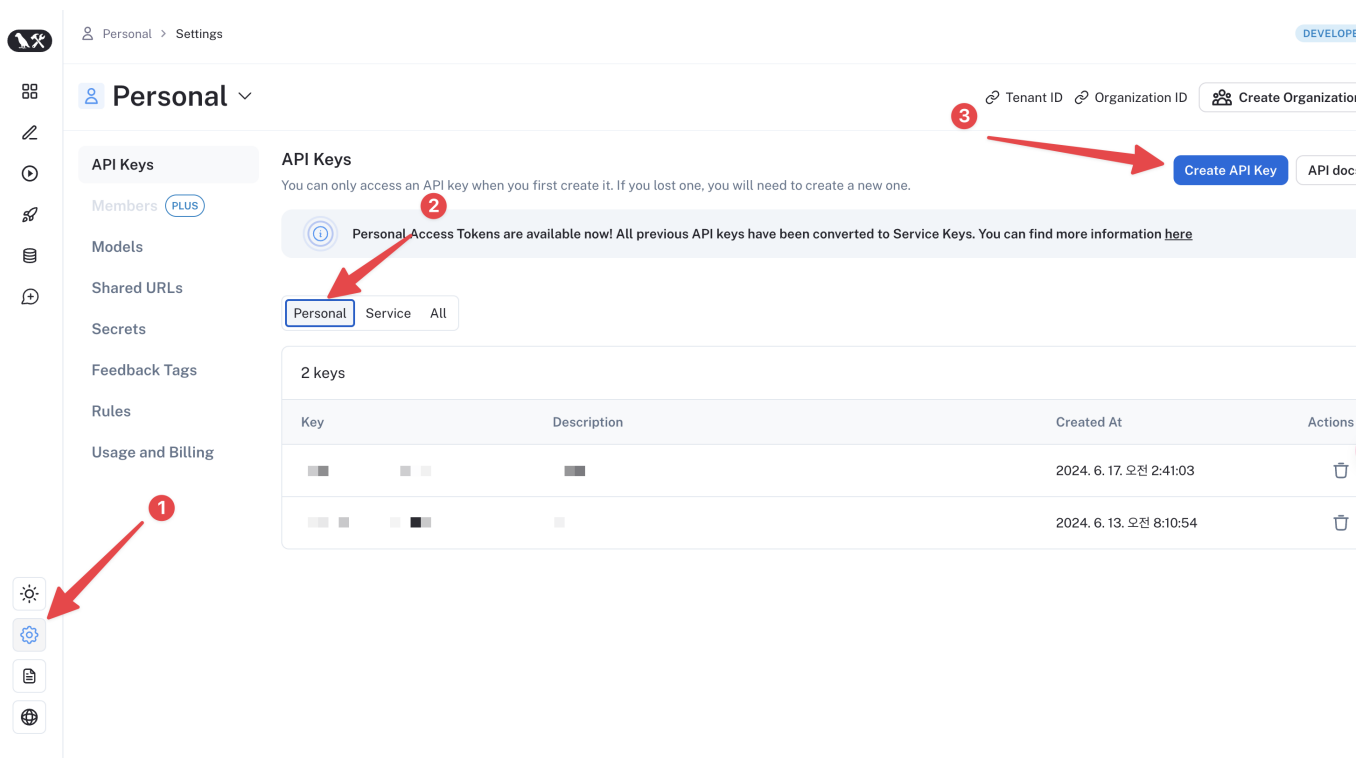 Personal > Settings
DEVELOPE
Personal
Tenant ID
Organization ID
Create Organization
3
API Keys
Members PLUS
Models
Shared URLs
Secrets
Feedback Tags
Rules
Usage and Billing
1
API Keys
You can only access an API key when you first create it. If you lost one, you will need to create a new one.
Create API Key
API docs
2
Personal Access Tokens are available now! All previous API keys have been converted to Service Keys. You can find more information here
Personal
Service
All
2 keys
Key
Description
Created At
Actions
2024. 6. 17. 오전 2:41:03
2024. 6. 13. 오전 8:10:54